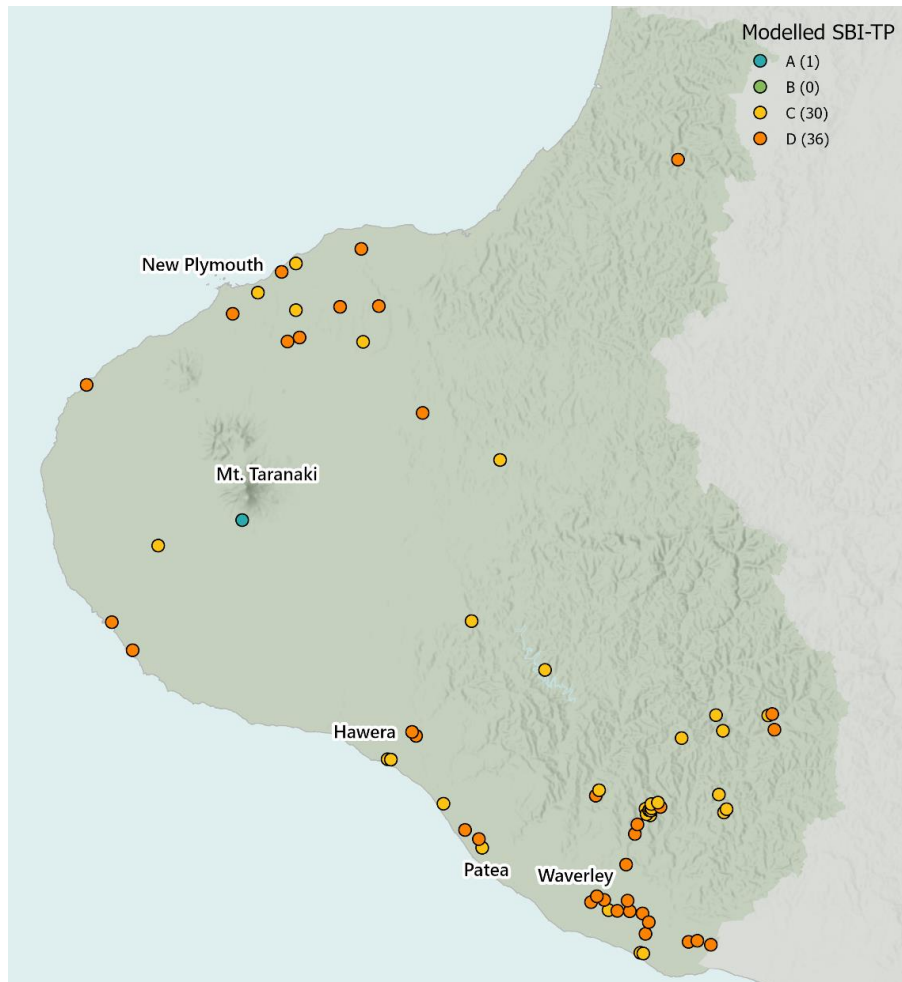 Modelled SBI-TP
A (1)
B (0)
C (30)
D (36)
New Plymouth
Mt. Taranaki
Hawera
Patea
Waverley